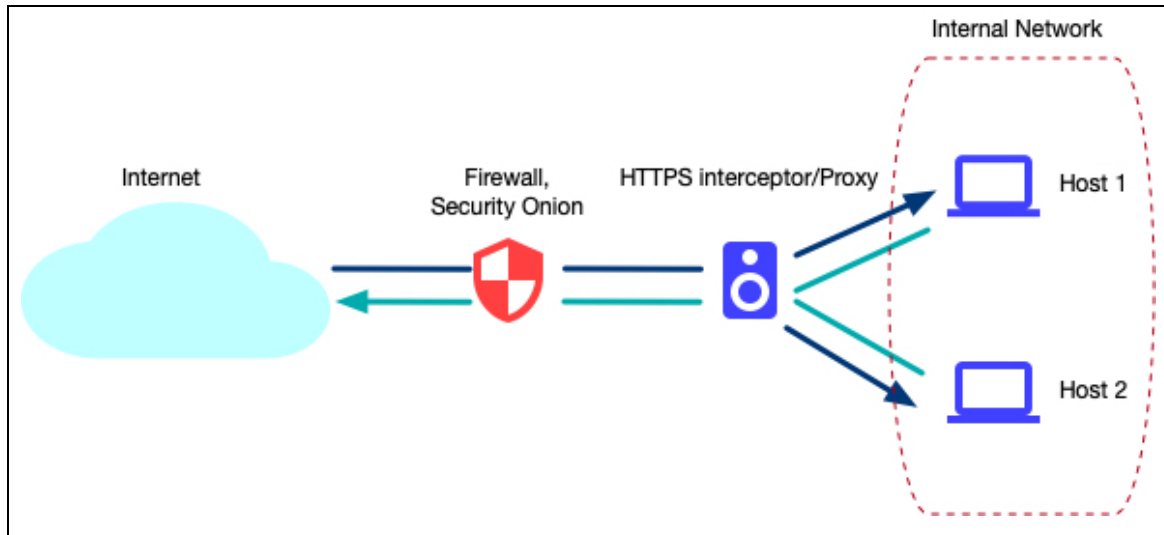 Internal Network
Internet
Firewall,
Security Onion
HTTPS interceptor/Proxy
Host 1
Host 2